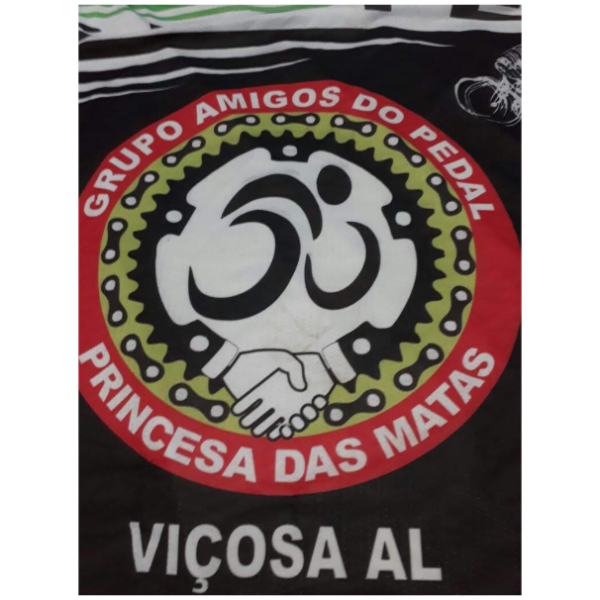 GRUPO AMIGOS DO PEDAL
PRINCESA DAS MATAS
VIÇOSA AL